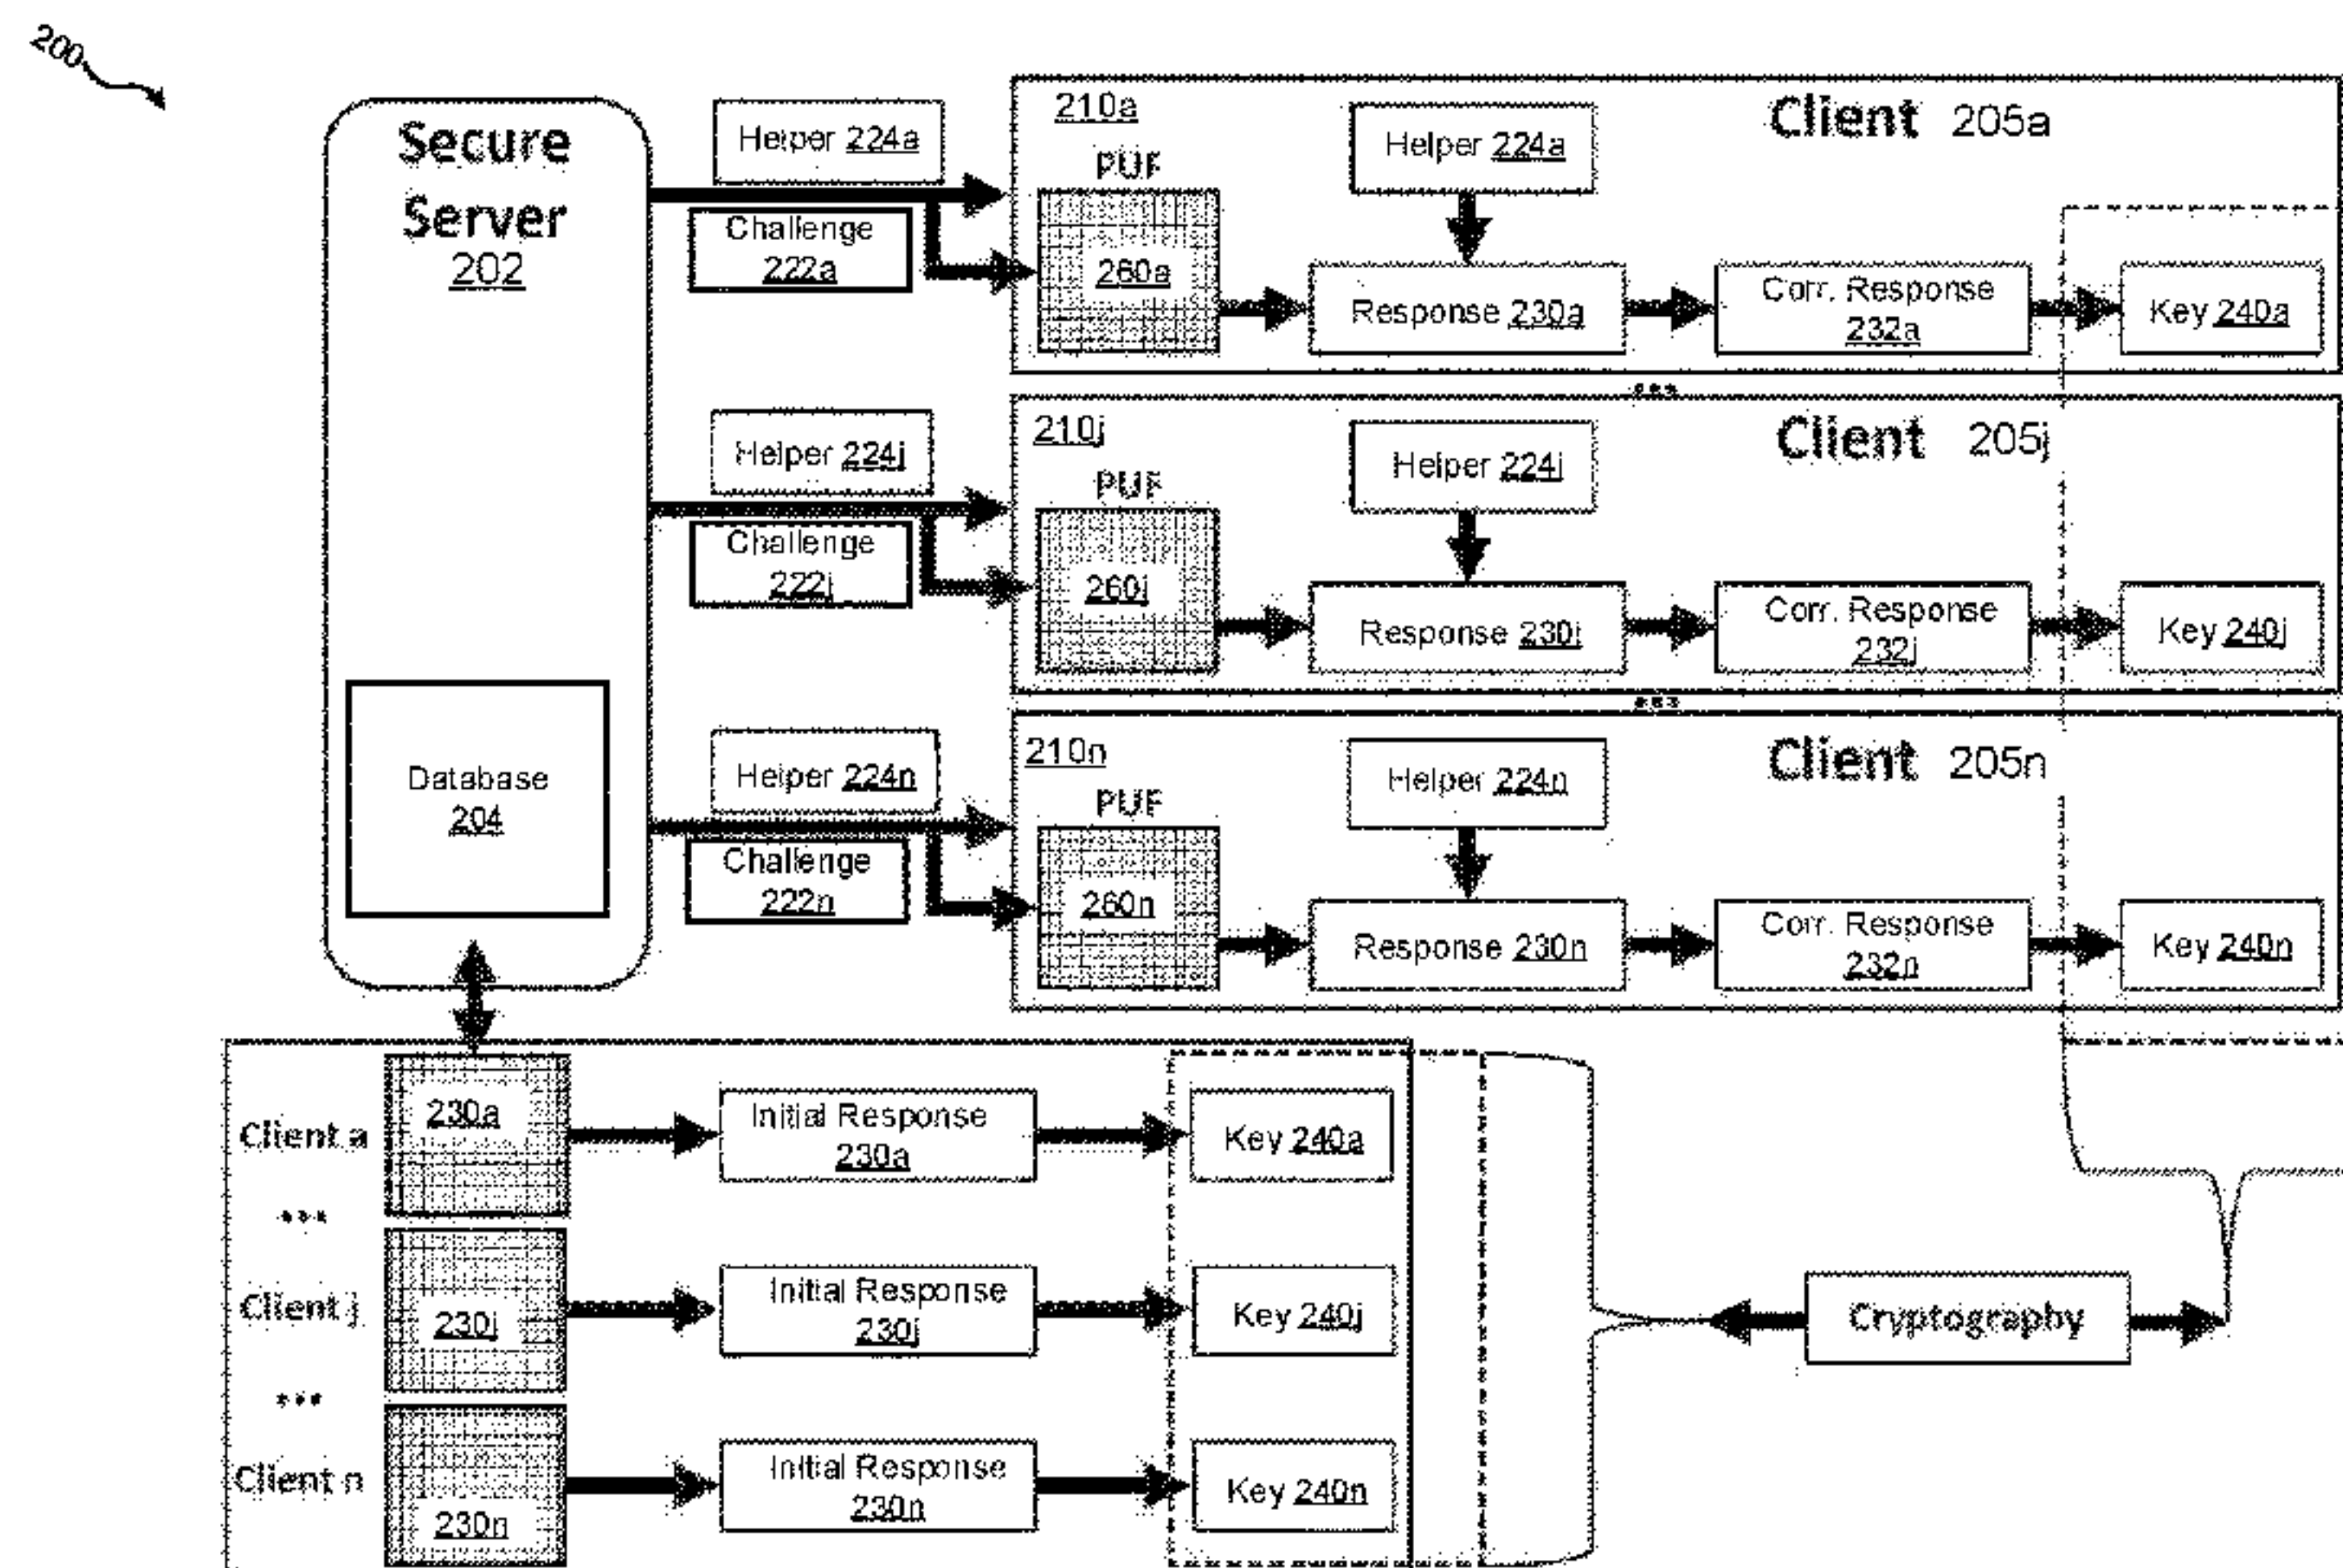 200
Secure
Server
202
Database
204
Helper 224a
Challenge
222a
210a
PUF
260a
Helper 224a
Client 205a
Response 230a
Corr. Response
232a
Key 240a
...
Helper 224j
Challenge
222j
210j
PUF
260j
Helper 224j
Client 205j
Response 230j
Corr. Response
232j
Key 240j
...
Helper 224n
Challenge
222n
210n
PUF
260n
Helper 224n
Client 205n
Response 230n
Corr. Response
232n
Key 240n
Client a
230a
Initial Response
230a
Key 240a
...
Client j
230j
Initial Response
230j
Key 240j
...
Client n
230n
Initial Response
230n
Key 240n
Cryptography